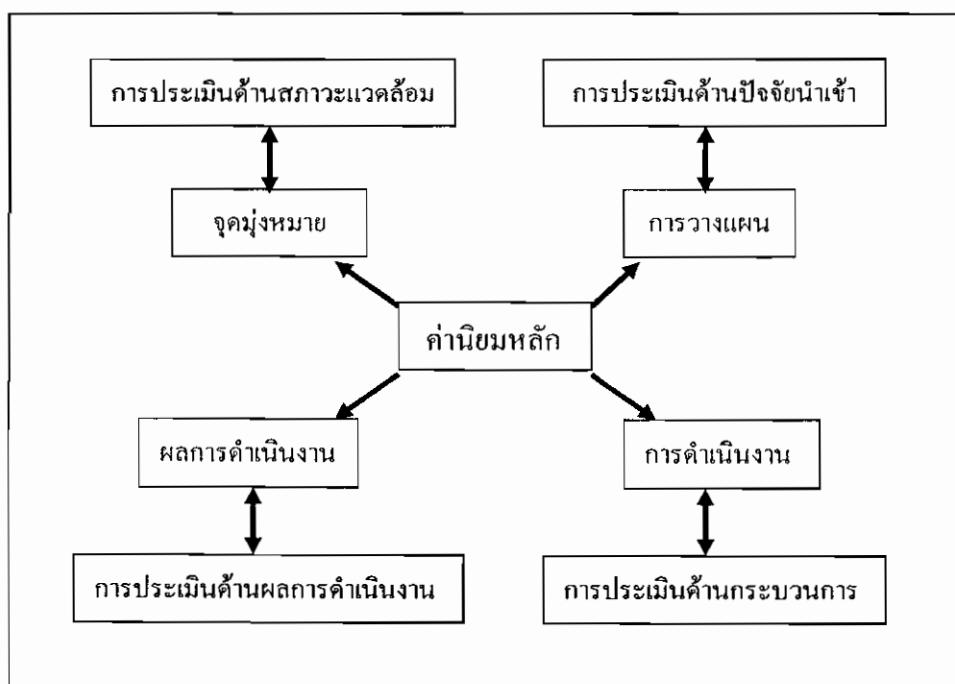 การประเมินด้านสภาวะแวดล้อม
การประเมินด้านปัจจัยนำเข้า
จุดมุ่งหมาย
การวางแผน
ค่านิยมหลัก
ผลการดำเนินงาน
การดำเนินงาน
การประเมินด้านผลการดำเนินงาน
การประเมินด้านกระบวนการ